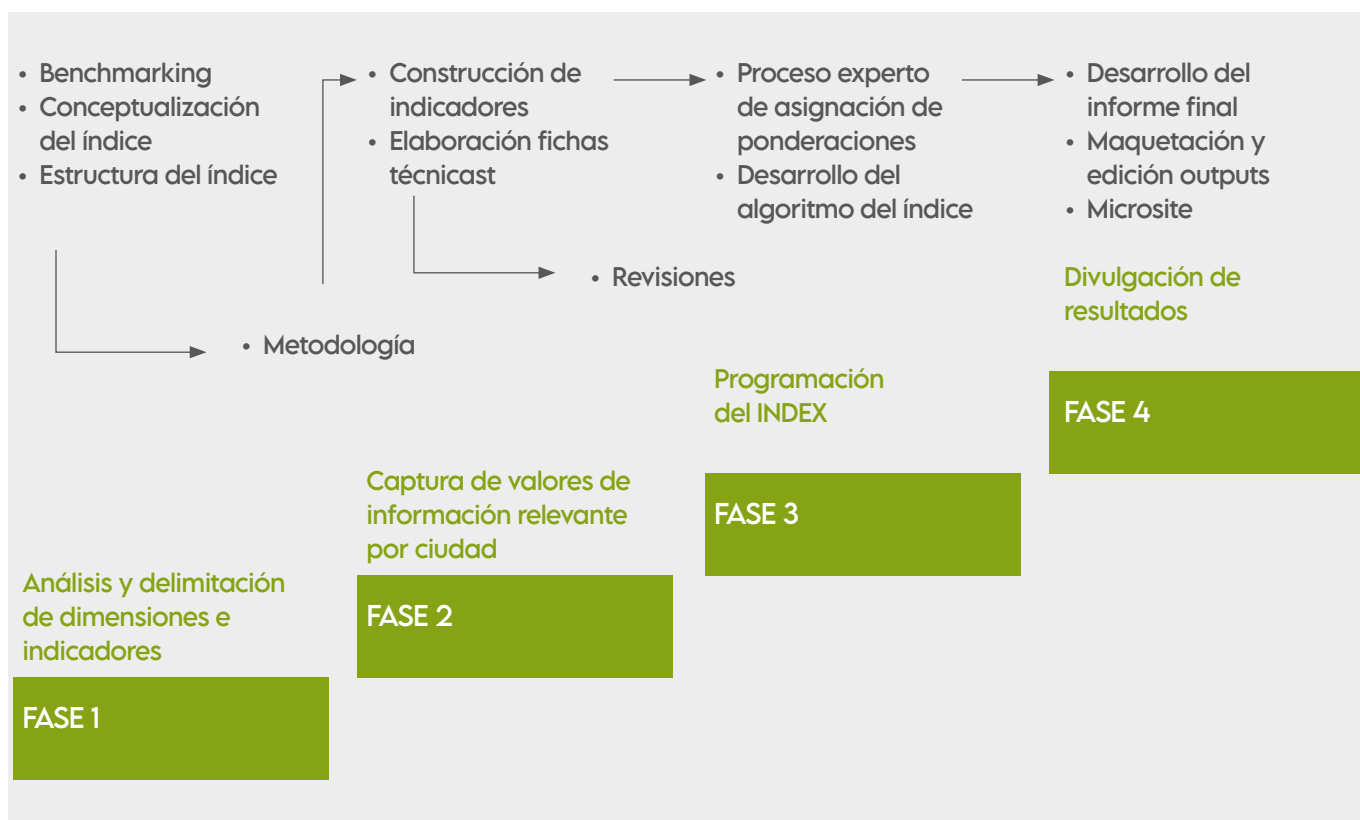 • Benchmarking
• Conceptualización
del índice
• Estructura del índice
• Metodología
• Construcción de
indicadores
• Elaboración fichas
técnicast
• Revisiones
• Proceso experto
de asignación de
ponderaciones
• Desarrollo del
algoritmo del índice
• Desarrollo del
informe final
• Maquetación y
edición outputs
• Microsite
Análisis y delimitación
de dimensiones e
indicadores
FASE 1
Captura de valores de
información relevante
por ciudad
FASE 2
Programación
del INDEX
FASE 3
Divulgación de
resultados
FASE 4